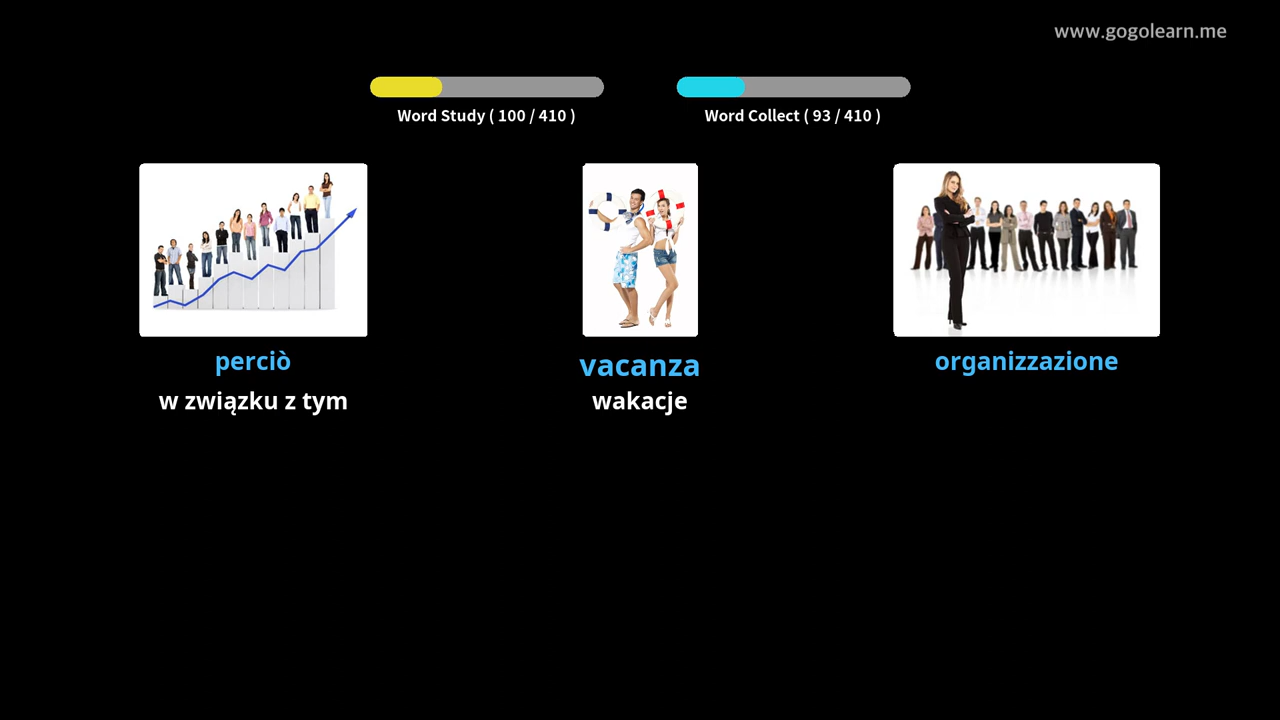 www.gogolearn.me
Word Study ( 100 / 410 )
Word Collect ( 93 / 410 )
perciò
vacanza
organizzazione
w związku z tym
wakacje